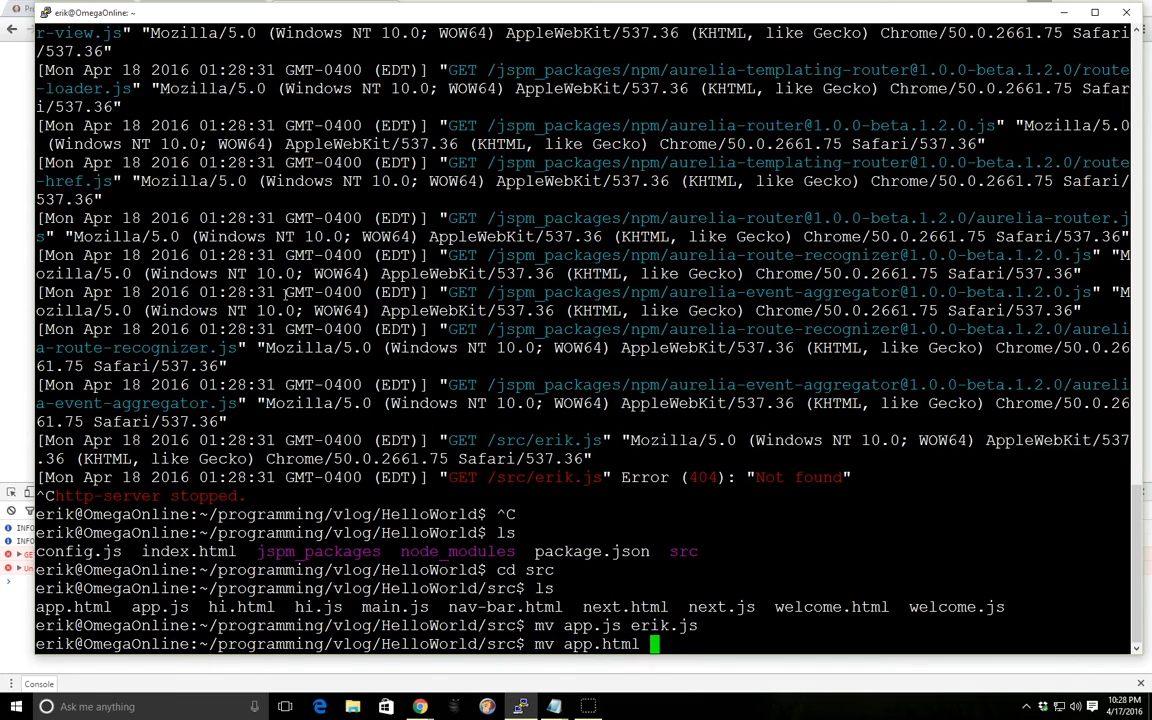 erik@OmegaOnline: ~
r-view.js" "Mozilla/5.0 (Windows NT 10.0; WOW64) AppleWebKit/537.36 (KHTML, like Gecko) Chrome/50.0.2661.75 Safari
/537.36"
[Mon Apr 18 2016 01:28:31 GMT-0400 (EDT)] "GET /jspm_packages/npm/aurelia-templating-router@1.0.0-beta.1.2.0/route
-loader.js" "Mozilla/5.0 (Windows NT 10.0; WOW64) AppleWebKit/537.36 (KHTML, like Gecko) Chrome/50.0.2661.75 Safar
i/537.36"
[Mon Apr 18 2016 01:28:31 GMT-0400 (EDT)] "GET /jspm_packages/npm/aurelia-router@1.0.0-beta.1.2.0.js" "Mozilla/5.0
(Windows NT 10.0; WOW64) AppleWebKit/537.36 (KHTML, like Gecko) Chrome/50.0.2661.75 Safari/537.36"
[Mon Apr 18 2016 01:28:31 GMT-0400 (EDT)] "GET /jspm_packages/npm/aurelia-templating-router@1.0.0-beta.1.2.0/route
-href.js" "Mozilla/5.0 (Windows NT 10.0; WOW64) AppleWebKit/537.36 (KHTML, like Gecko) Chrome/50.0.2661.75 Safari/
537.36"
[Mon Apr 18 2016 01:28:31 GMT-0400 (EDT)] "GET /jspm_packages/npm/aurelia-router@1.0.0-beta.1.2.0/aurelia-router.j
s" "Mozilla/5.0 (Windows NT 10.0; WOW64) AppleWebKit/537.36 (KHTML, like Gecko) Chrome/50.0.2661.75 Safari/537.36"
[Mon Apr 18 2016 01:28:31 GMT-0400 (EDT)] "GET /jspm_packages/npm/aurelia-route-recognizer@1.0.0-beta.1.2.0.js" "M
ozilla/5.0 (Windows NT 10.0; WOW64) AppleWebKit/537.36 (KHTML, like Gecko) Chrome/50.0.2661.75 Safari/537.36"
[Mon Apr 18 2016 01:28:31 GMT-0400 (EDT)] "GET /jspm_packages/npm/aurelia-event-aggregator@1.0.0-beta.1.2.0.js" "M
ozilla/5.0 (Windows NT 10.0; WOW64) AppleWebKit/537.36 (KHTML, like Gecko) Chrome/50.0.2661.75 Safari/537.36"
[Mon Apr 18 2016 01:28:31 GMT-0400 (EDT)] "GET /jspm_packages/npm/aurelia-route-recognizer@1.0.0-beta.1.2.0/aureli
a-route-recognizer.js" "Mozilla/5.0 (Windows NT 10.0; WOW64) AppleWebKit/537.36 (KHTML, like Gecko) Chrome/50.0.26
61.75 Safari/537.36"
[Mon Apr 18 2016 01:28:31 GMT-0400 (EDT)] "GET /jspm_packages/npm/aurelia-event-aggregator@1.0.0-beta.1.2.0/aureli
a-event-aggregator.js" "Mozilla/5.0 (Windows NT 10.0; WOW64) AppleWebKit/537.36 (KHTML, like Gecko) Chrome/50.0.26
61.75 Safari/537.36"
[Mon Apr 18 2016 01:28:31 GMT-0400 (EDT)] "GET /src/erik.js" "Mozilla/5.0 (Windows NT 10.0; WOW64) AppleWebKit/537
.36 (KHTML, like Gecko) Chrome/50.0.2661.75 Safari/537.36"
[Mon Apr 18 2016 01:28:31 GMT-0400 (EDT)] "GET /src/erik.js" Error (404): "Not found"
^Chttp-server stopped.
erik@OmegaOnline:~/programming/vlog/HelloWorld$ ^C
erik@OmegaOnline:~/programming/vlog/HelloWorld$ ls
config.js index.html jspm_packages node_modules package.json src
erik@OmegaOnline:~/programming/vlog/HelloWorld$ cd src
erik@OmegaOnline:~/programming/vlog/HelloWorld/src$ ls
app.html app.js hi.html hi.js main.js nav-bar.html next.html next.js welcome.html welcome.js
erik@OmegaOnline:~/programming/vlog/HelloWorld/src$ mv app.js erik.js
erik@OmegaOnline:~/programming/vlog/HelloWorld/src$ mv app.html
Console
Ask me anything
10:28 PM
4/17/2016